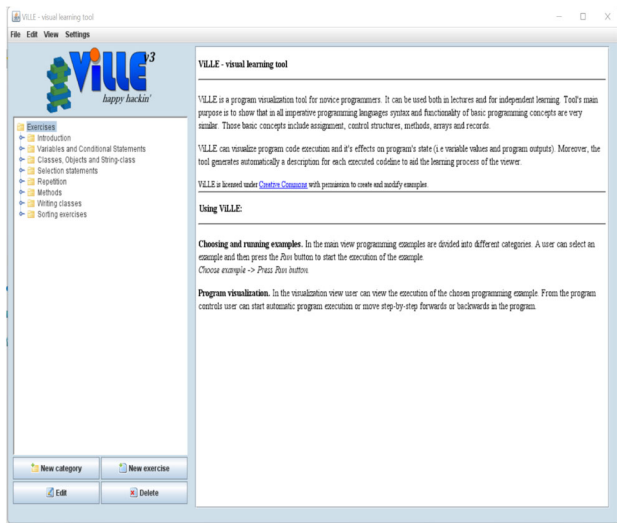 ViLLE - visual learning tool
File Edit View Settings
ViLLE v3
happy hackin'
Exercises
Introduction
Variables and Conditional Statements
Classes, Objects and String-class
Selection statements
Repetition
Methods
Writing classes
Sorting exercises
New category
New exercise
Edit
Delete
ViLLE - visual learning tool
ViLLE is a program visualization tool for novice programmers. It can be used both in lectures and for independent learning. Tool's main
purpose is to show that in all imperative programming languages syntax and functionality of basic programming concepts are very
similar. Those basic concepts include assignment, control structures, methods, arrays and records.
ViLLE can visualize program code execution and it's effects on program's state (i.e variable values and program outputs). Moreover, the
tool generates automatically a description for each executed codeline to aid the learning process of the viewer.
ViLLE is licensed under Creative Commons with permission to create and modify examples.
Using ViLLE:
Choosing and running examples. In the main view programming examples are divided into different categories. A user can select an
example and then press the Run button to start the execution of the example.
Choose example -> Press Run button
Program visualization. In the visualization view user can view the execution of the chosen programming example. From the program
controls user can start automatic program execution or move step-by-step forwards or backwards in the program.